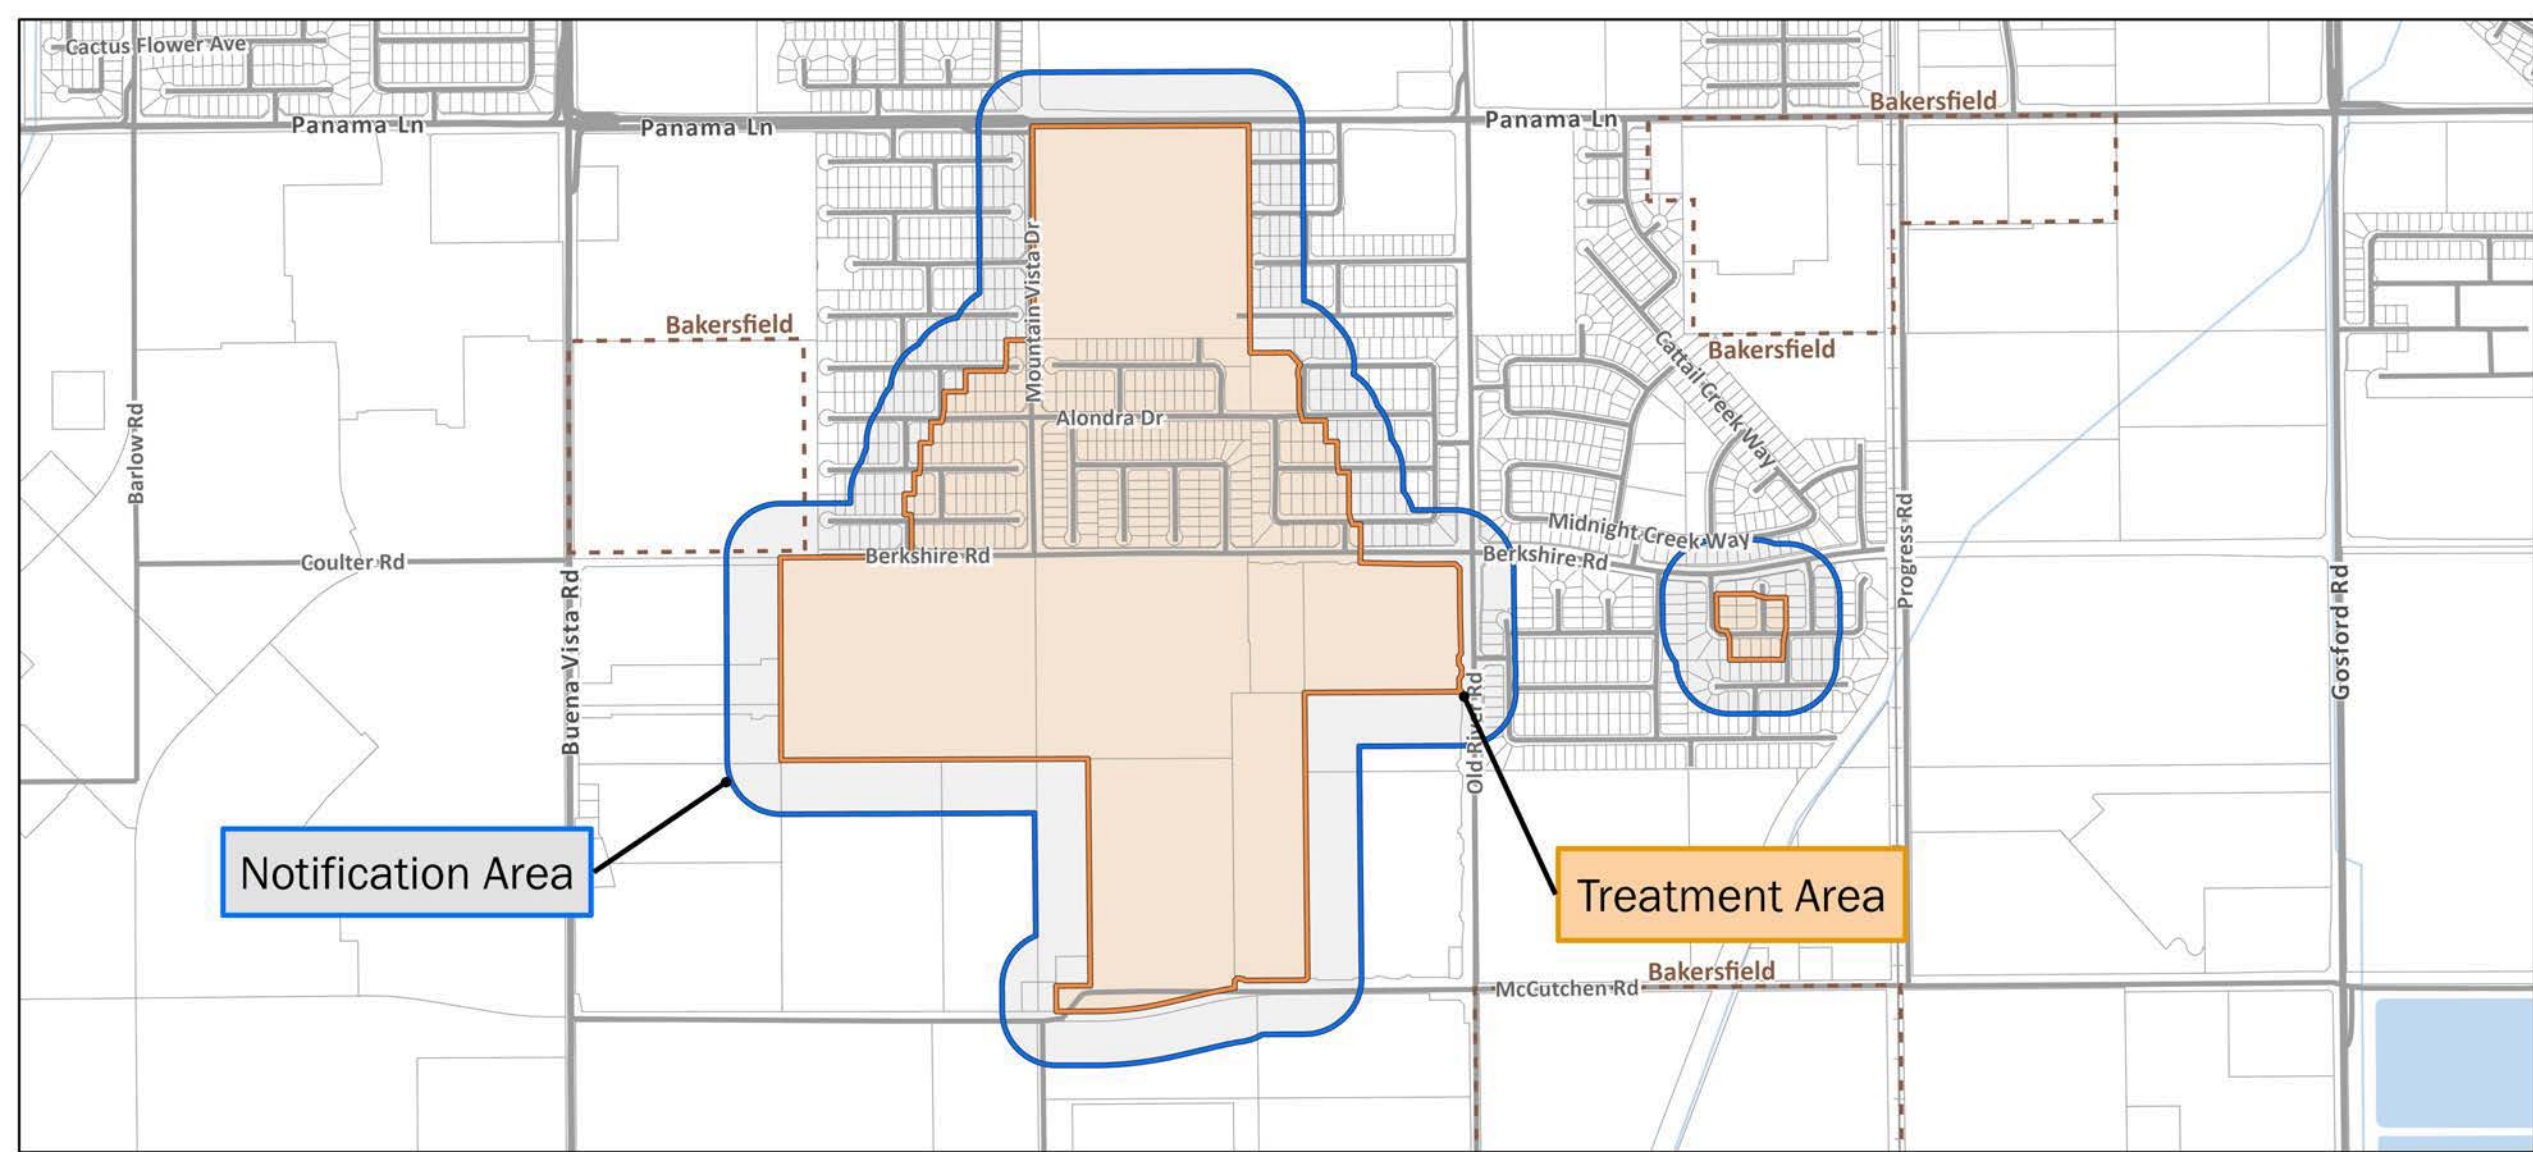 Cactus Flower Ave
Panama Ln
Panama Ln
Panama Ln
Bakersfield
Mountain Vista Dr
Bakersfield
Bakersfield
Cattail Creek Way
Barlow Rd
Alondra Dr
Midnight Creek Way
Progress Rd
Coulter Rd
Berkshire Rd
Berkshire Rd
Buena Vista Rd
Gosford Rd
Old River Rd
Notification Area
Treatment Area
McCutchen Rd
Bakersfield